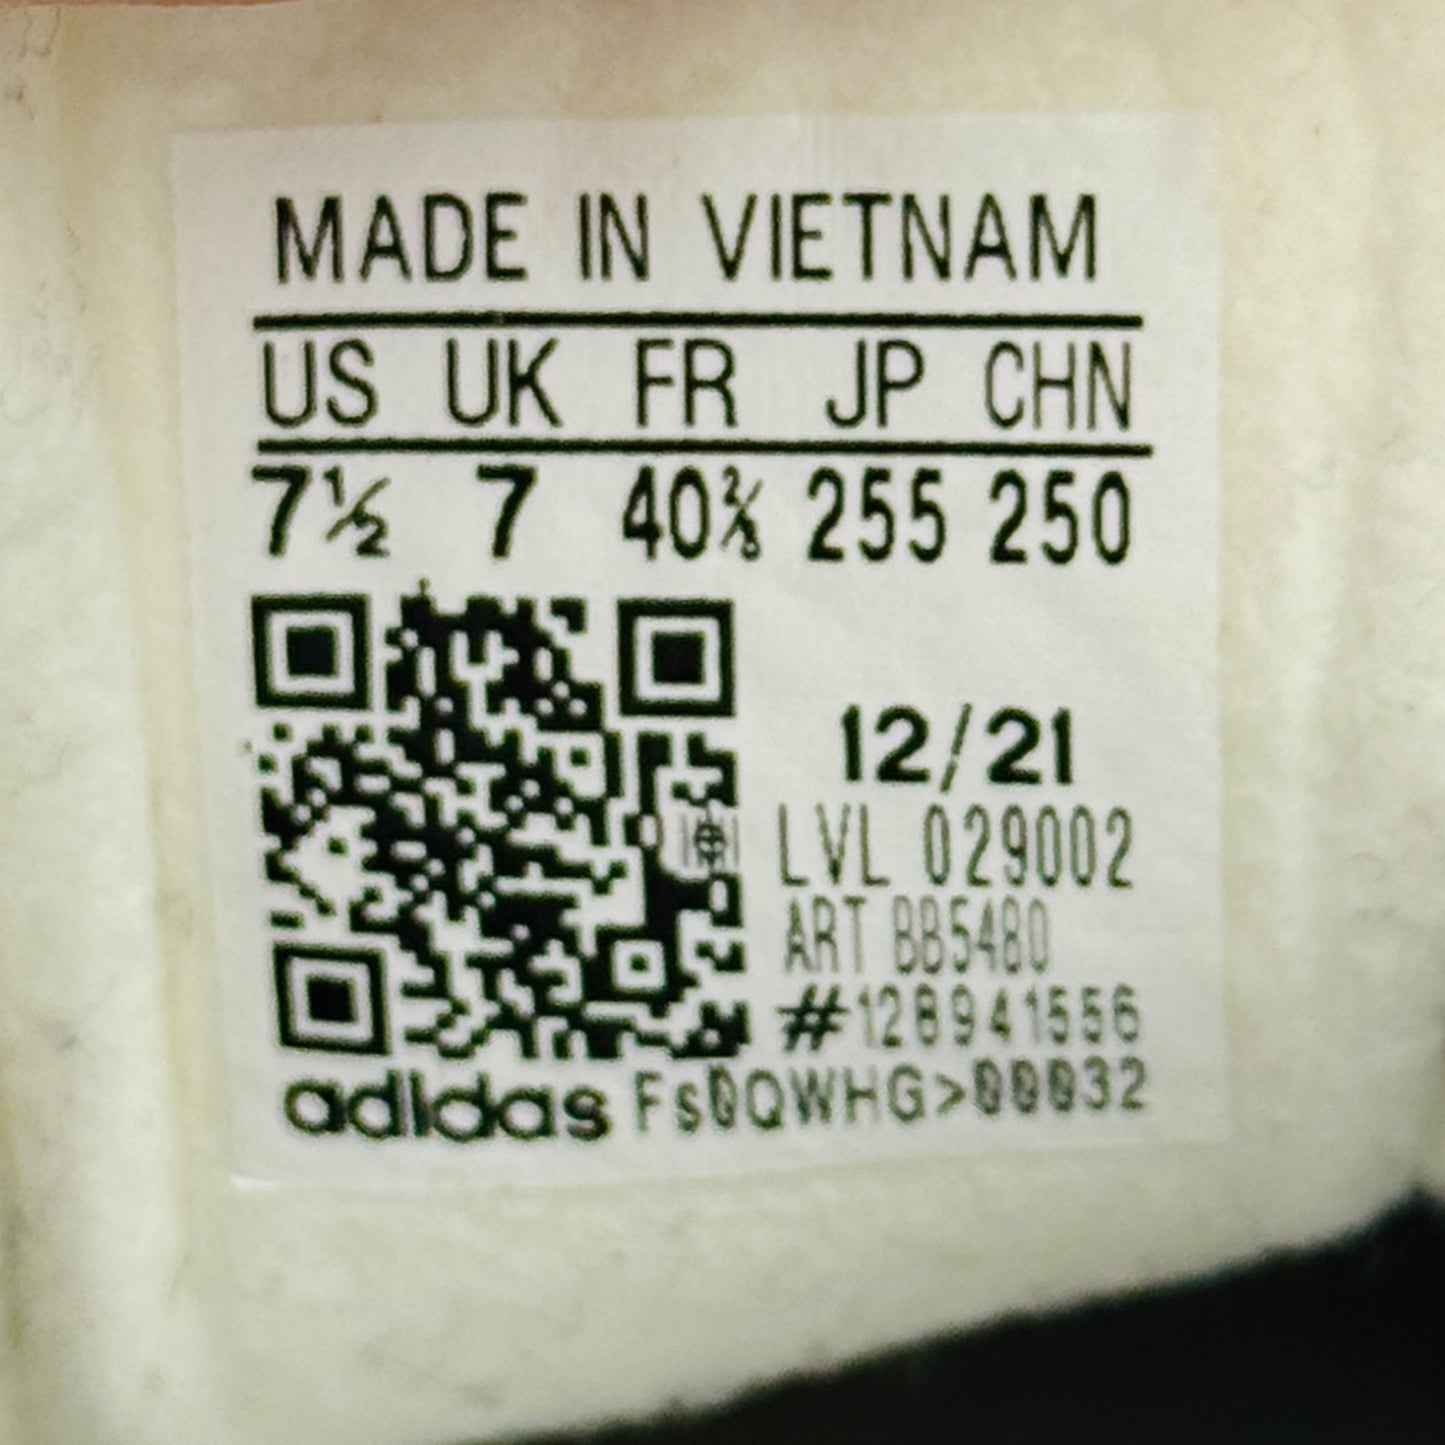 MADE IN VIETNAM
US UK FR JP CHN
7½ 7 40⅔ 255 250
12/21
LVL 029002
ART BB5480
#128941556
adidas Fs0QWHG>00032